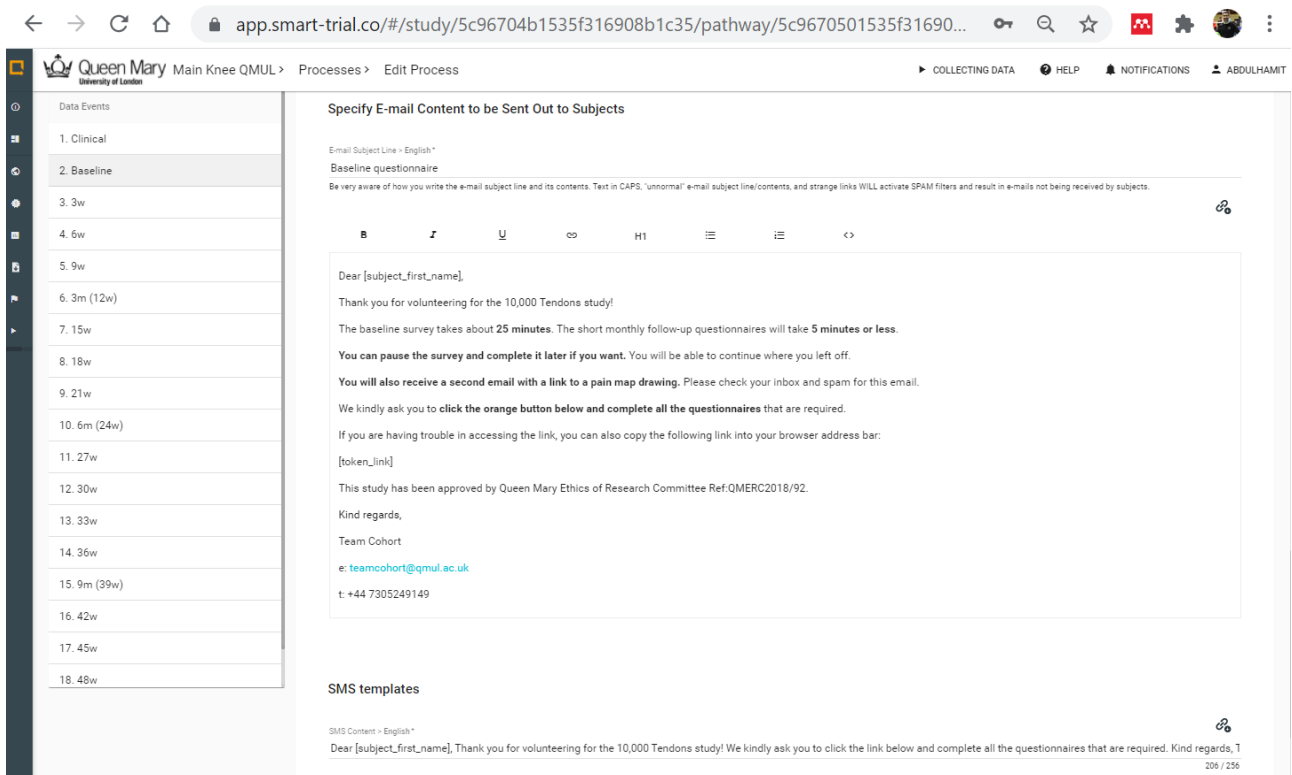 app.smart-trial.co/#/study/5c96704b1535f316908b1c35/pathway/5c9670501535f31690...
Queen Mary
University of London
Main Knee QMUL > Processes > Edit Process
COLLECTING DATA
HELP
NOTIFICATIONS
ABDULHAMIT
Data Events
1. Clinical
2. Baseline
3. 3w
4. 6w
5. 9w
6. 3m (12w)
7. 15w
8. 18w
9. 21w
10. 6m (24w)
11. 27w
12. 30w
13. 33w
14. 36w
15. 9m (39w)
16. 42w
17. 45w
18. 48w
Specify E-mail Content to be Sent Out to Subjects
E-mail Subject Line > English*
Baseline questionnaire
Be very aware of how you write the e-mail subject line and its contents. Text in CAPS, "unnormal" e-mail subject line/contents, and strange links WILL activate SPAM filters and result in e-mails not being received by subjects.
B I U H1 <>
Dear [subject_first_name],
Thank you for volunteering for the 10,000 Tendons study!
The baseline survey takes about 25 minutes. The short monthly follow-up questionnaires will take 5 minutes or less.
You can pause the survey and complete it later if you want. You will be able to continue where you left off.
You will also receive a second email with a link to a pain map drawing. Please check your inbox and spam for this email.
We kindly ask you to click the orange button below and complete all the questionnaires that are required.
If you are having trouble in accessing the link, you can also copy the following link into your browser address bar:
[token_link]
This study has been approved by Queen Mary Ethics of Research Committee Ref:QMERC2018/92.
Kind regards,
Team Cohort
e: teamcohort@qmul.ac.uk
t: +44 7305249149
SMS templates
SMS Content > English*
Dear [subject_first_name], Thank you for volunteering for the 10,000 Tendons study! We kindly ask you to click the link below and complete all the questionnaires that are required. Kind regards, T
206 / 256